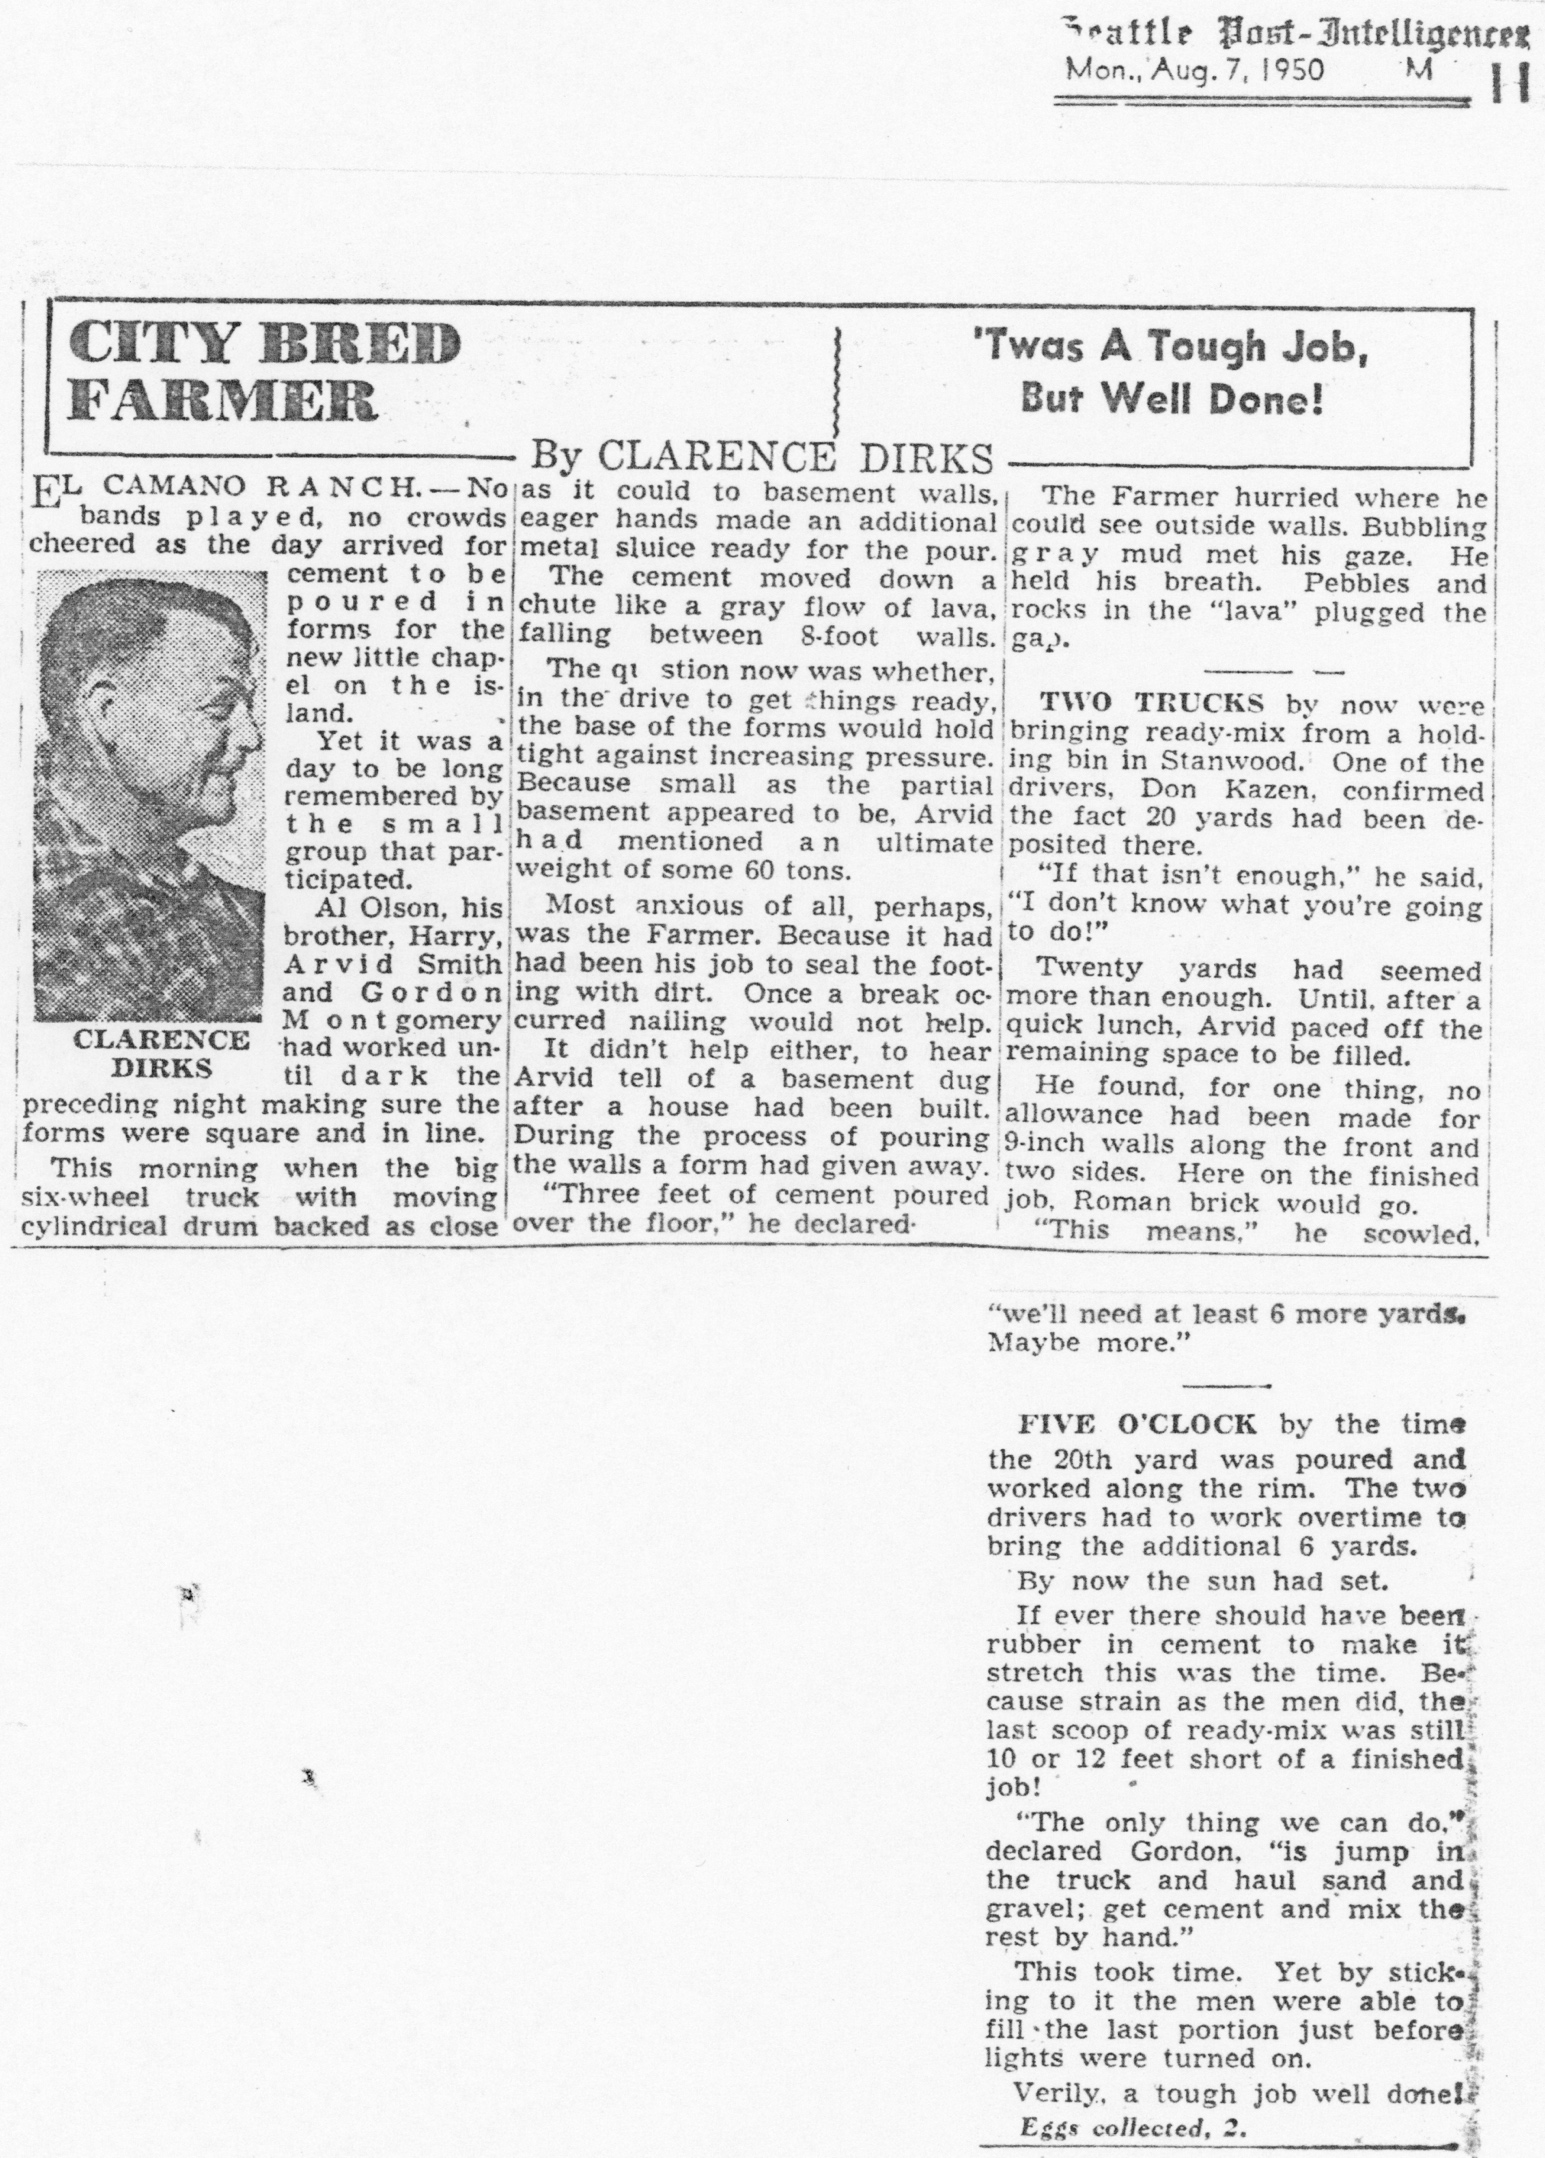 Seattle Post-Intelligencer
Mon., Aug. 7, 1950 M 11
CITY BRED
FARMER
'Twas A Tough Job,
But Well Done!
By CLARENCE DIRKS
EL CAMANO RANCH. — No
bands played, no crowds
cheered as the day arrived for
cement to be
poured in
forms for the
new little chap-
el on the is-
land.
Yet it was a
day to be long
remembered by
the small
group that par-
ticipated.
Al Olson, his
brother, Harry,
Arvid Smith
and Gordon
Montgomery
had worked un-
til dark the
CLARENCE
DIRKS
preceding night making sure the
forms were square and in line.
This morning when the big
six-wheel truck with moving
cylindrical drum backed as close
as it could to basement walls,
eager hands made an additional
metal sluice ready for the pour.
The cement moved down a
chute like a gray flow of lava,
falling between 8-foot walls.
The qu stion now was whether,
in the drive to get things ready,
the base of the forms would hold
tight against increasing pressure.
Because small as the partial
basement appeared to be, Arvid
had mentioned an ultimate
weight of some 60 tons.
Most anxious of all, perhaps,
was the Farmer. Because it had
had been his job to seal the foot-
ing with dirt. Once a break oc-
curred nailing would not help.
It didn't help either, to hear
Arvid tell of a basement dug
after a house had been built.
During the process of pouring
the walls a form had given away.
"Three feet of cement poured
over the floor," he declared.
The Farmer hurried where he
could see outside walls. Bubbling
gray mud met his gaze. He
held his breath. Pebbles and
rocks in the "lava" plugged the
gap.
TWO TRUCKS by now were
bringing ready-mix from a hold-
ing bin in Stanwood. One of the
drivers, Don Kazen, confirmed
the fact 20 yards had been de-
posited there.
"If that isn't enough," he said,
"I don't know what you're going
to do!"
Twenty yards had seemed
more than enough. Until, after a
quick lunch, Arvid paced off the
remaining space to be filled.
He found, for one thing, no
allowance had been made for
9-inch walls along the front and
two sides. Here on the finished
job, Roman brick would go.
"This means," he scowled,
"we'll need at least 6 more yards.
Maybe more."
FIVE O'CLOCK by the time
the 20th yard was poured and
worked along the rim. The two
drivers had to work overtime to
bring the additional 6 yards.
By now the sun had set.
If ever there should have been
rubber in cement to make it
stretch this was the time. Be-
cause strain as the men did, the
last scoop of ready-mix was still
10 or 12 feet short of a finished
job!
"The only thing we can do,"
declared Gordon, "is jump in
the truck and haul sand and
gravel; get cement and mix the
rest by hand."
This took time. Yet by stick-
ing to it the men were able to
fill the last portion just before
lights were turned on.
Verily, a tough job well done!
Eggs collected, 2.